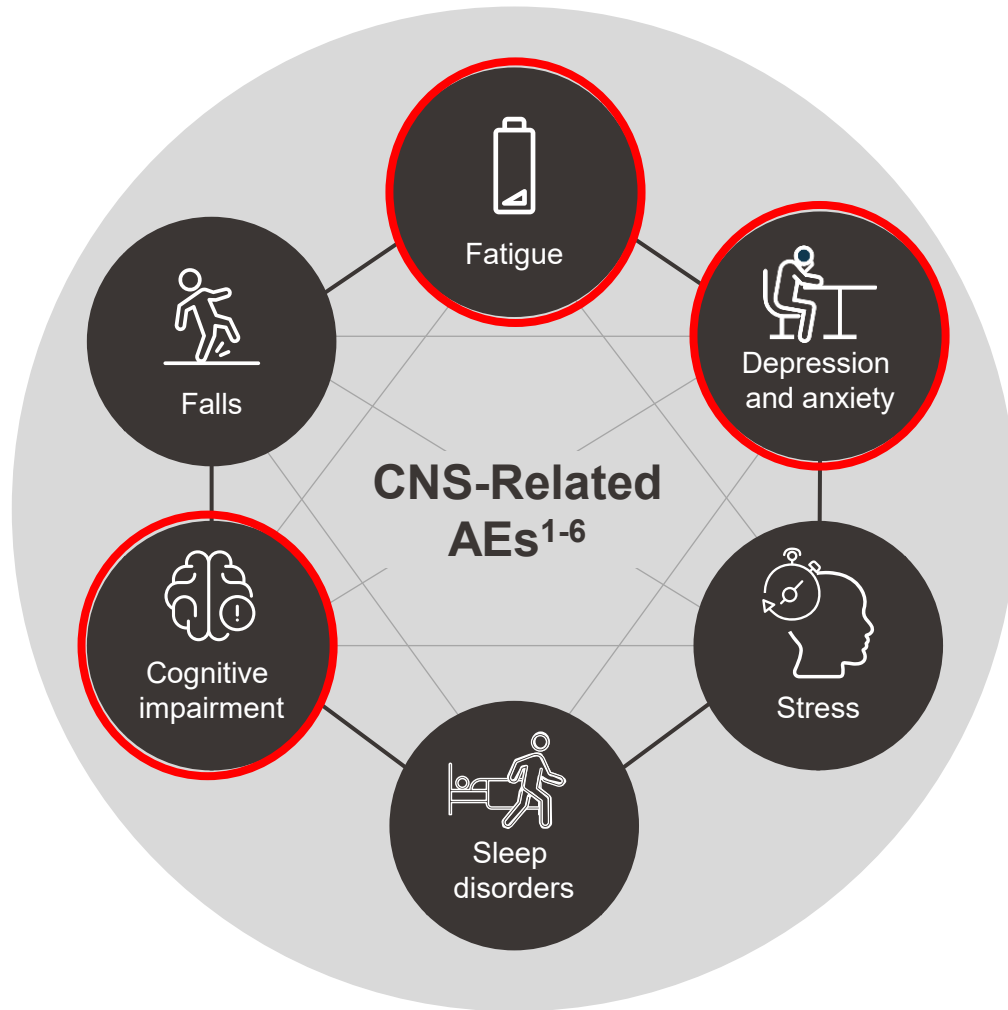 Fatigue
Depression
and anxiety
Falls
CNS-Related
AEs¹⁻⁶
Cognitive
impairment
!
Stress
Sleep
disorders